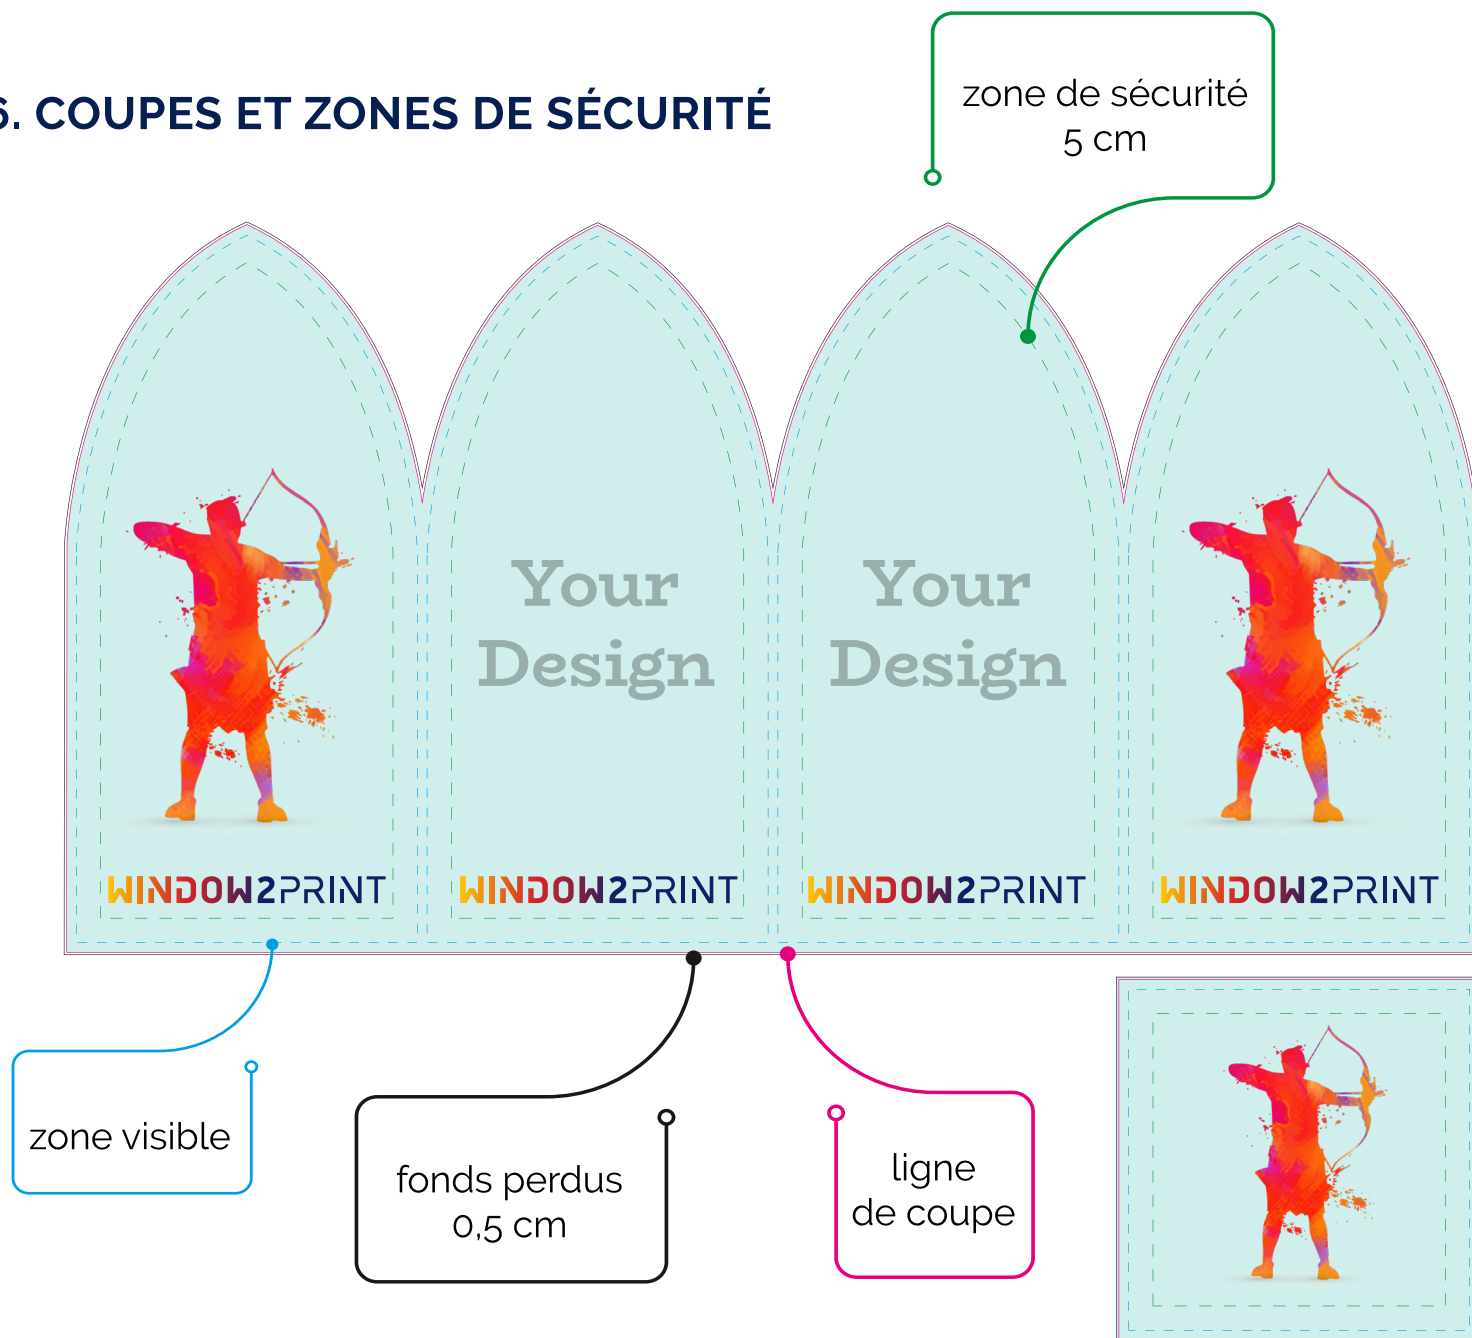 6. COUPES ET ZONES DE SÉCURITÉ
zone de sécurité
5 cm
Your
Design
Your
Design
WINDOW2PRINT
WINDOW2PRINT
WINDOW2PRINT
WINDOW2PRINT
zone visible
fonds perdus
0,5 cm
ligne
de coupe